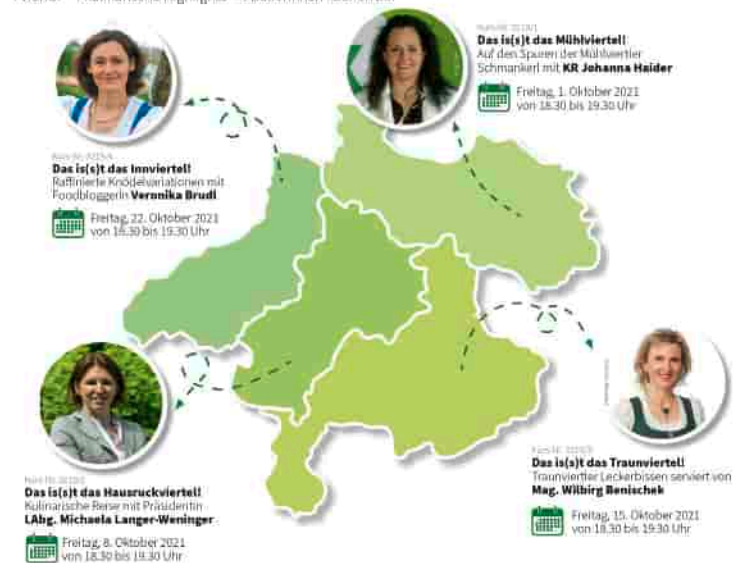 Das is(s)t das Mühlviertel!
Auf den Spuren der Mühlviertler
Schmankerl mit KR Johanna Haider
Freitag, 1. Oktober 2021
von 18.30 bis 19.30 Uhr
Das is(s)t das Innviertel!
Raffinierte Knödelvariationen mit
Foodbloggerin Veronika Brudl
Freitag, 22. Oktober 2021
von 18.30 bis 19.30 Uhr
Das is(s)t das Traunviertel!
Traunviertler Leckerbissen serviert von
Mag. Wilbirg Benischek
Freitag, 15. Oktober 2021
von 18.30 bis 19.30 Uhr
Das is(s)t das Hausruckviertel!
Kulinarische Reise mit Präsidentin
LAbg. Michaela Langer-Weninger
Freitag, 8. Oktober 2021
von 18.30 bis 19.30 Uhr